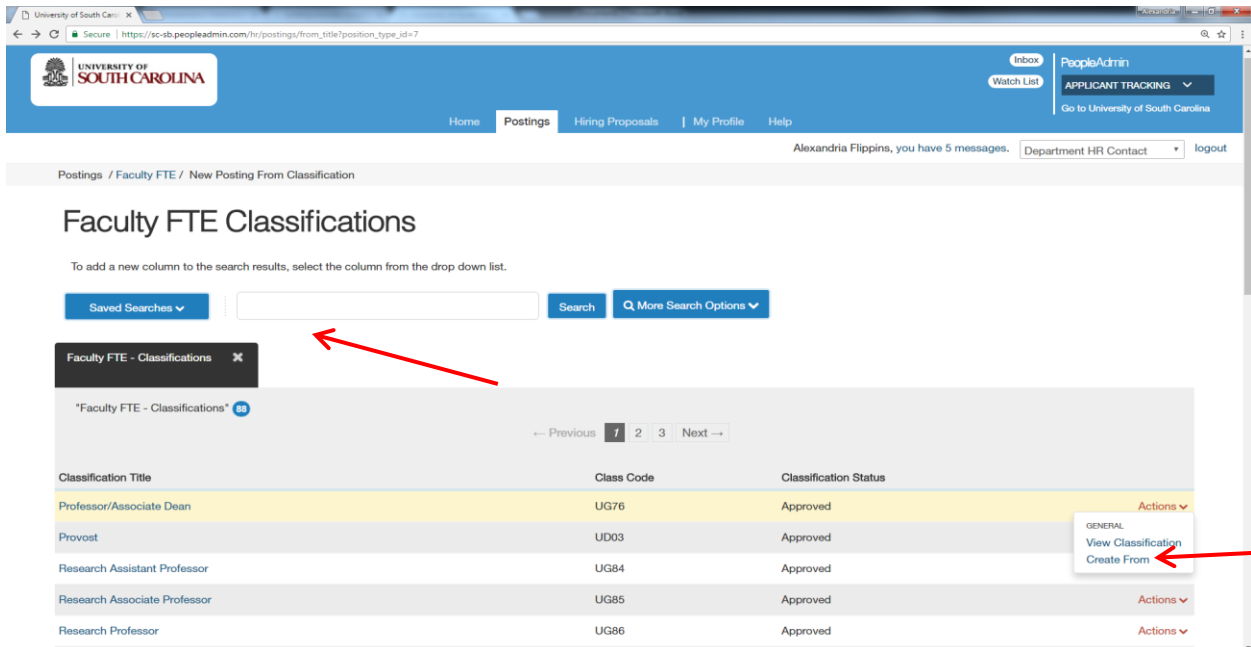 University of South Caro
Alexandria
Secure | https://sc-sb.peopleadmin.com/hr/postings/from_title?position_type_id=7
UNIVERSITY OF
SOUTH CAROLINA
Inbox
Watch List
PeopleAdmin
APPLICANT TRACKING
Go to University of South Carolina
Home Postings Hiring Proposals | My Profile Help
Alexandria Flippins, you have 5 messages. Department HR Contact logout
Postings / Faculty FTE / New Posting From Classification
Faculty FTE Classifications
To add a new column to the search results, select the column from the drop down list.
Saved Searches Search More Search Options
Faculty FTE - Classifications
"Faculty FTE - Classifications" 88
← Previous 1 2 3 Next →
Classification Title Class Code Classification Status
Professor/Associate Dean UG76 Approved Actions
GENERAL
View Classification
Create From
Provost UD03 Approved
Research Assistant Professor UG84 Approved
Research Associate Professor UG85 Approved Actions
Research Professor UG86 Approved Actions